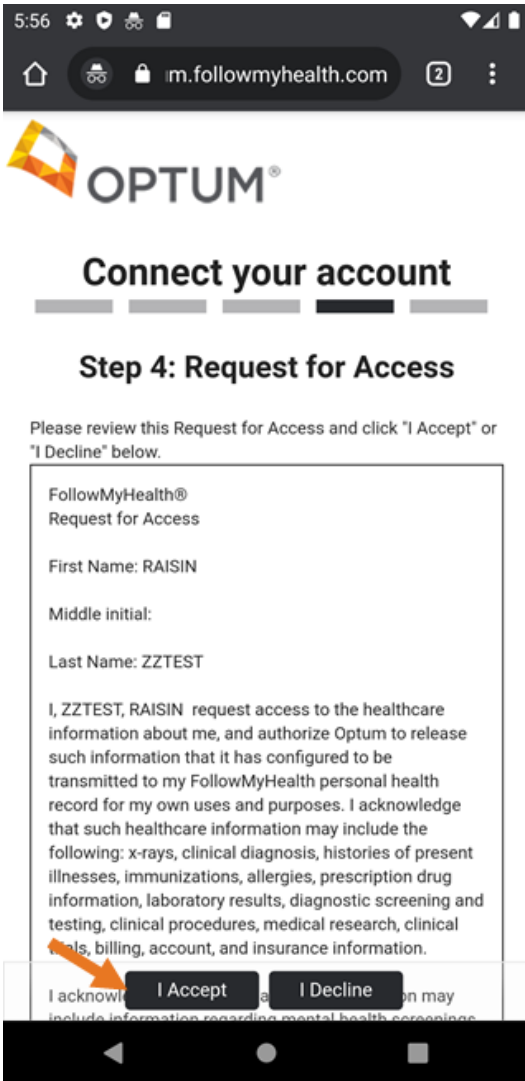 5:56
m.followmyhealth.com
2
OPTUM®
Connect your account
Step 4: Request for Access
Please review this Request for Access and click "I Accept" or
"I Decline" below.
FollowMyHealth®
Request for Access
First Name: RAISIN
Middle initial:
Last Name: ZZTEST
I, ZZTEST, RAISIN request access to the healthcare
information about me, and authorize Optum to release
such information that it has configured to be
transmitted to my FollowMyHealth personal health
record for my own uses and purposes. I acknowledge
that such healthcare information may include the
following: x-rays, clinical diagnosis, histories of present
illnesses, immunizations, allergies, prescription drug
information, laboratory results, diagnostic screening and
testing, clinical procedures, medical research, clinical
trials, billing, account, and insurance information.
I Accept
I Decline
I acknowl on may
include information regarding mental health screenings